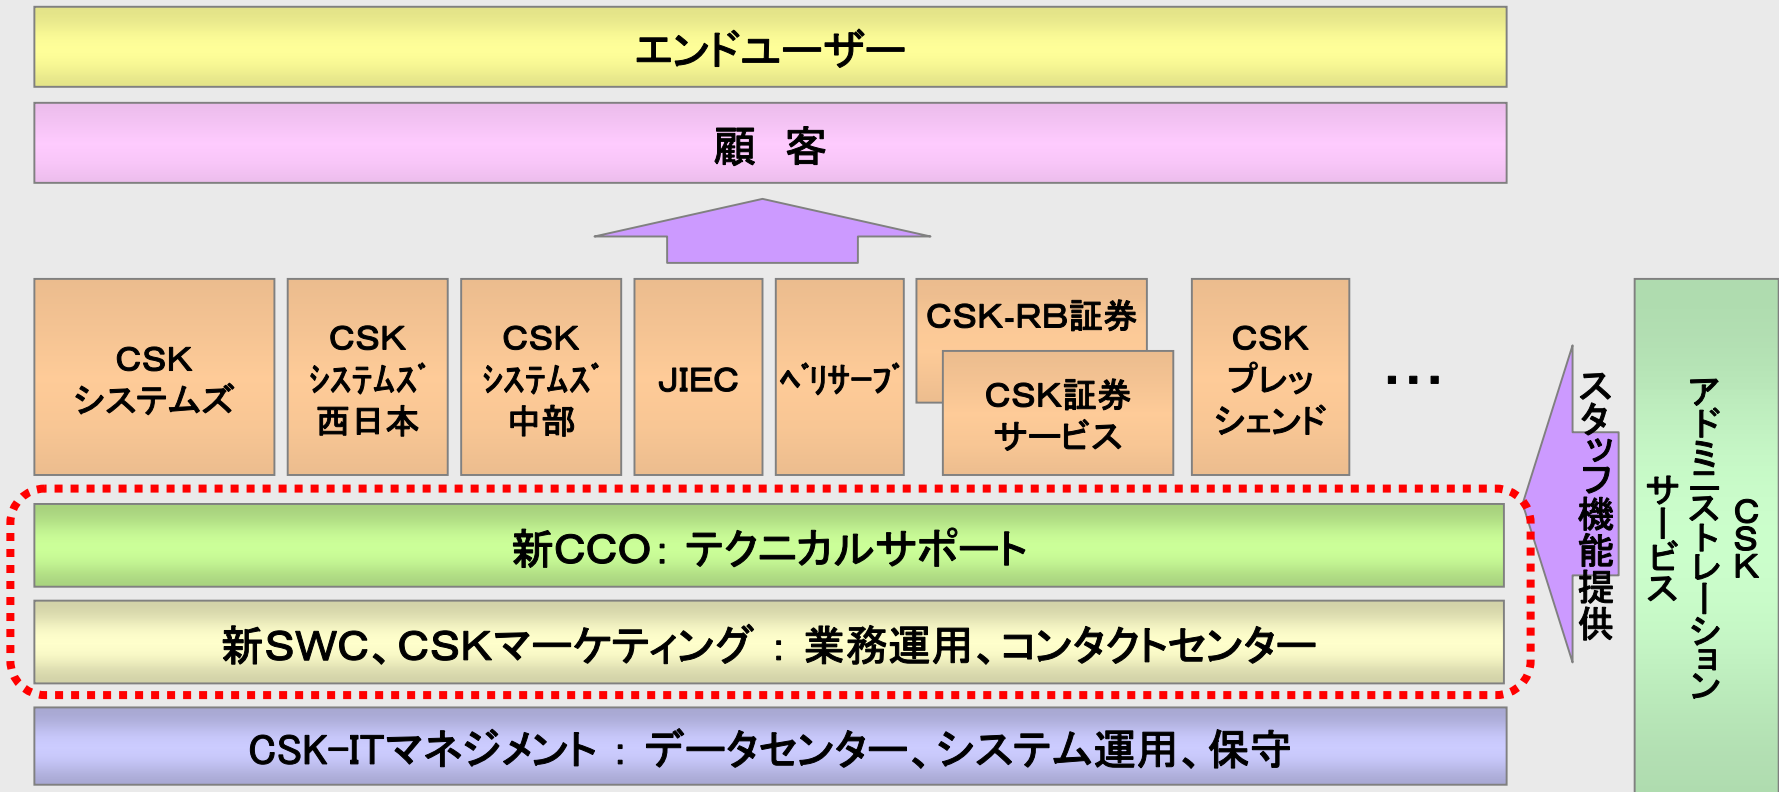 エンドユーザー
顧　客
CSK
システムズ
CSK
ｼｽﾃﾑｽﾞ
西日本
CSK
ｼｽﾃﾑｽﾞ
中部
JIEC
ﾍﾞﾘｻｰﾌﾞ
CSK-RB証券
CSK証券
サービス
CSK
プレッ
シェンド
…
スタッフ機能提供
CSK
アドミニストレーション
サービス
新CCO：テクニカルサポート
新SWC、CSKマーケティング ： 業務運用、コンタクトセンター
CSK-ITマネジメント ： データセンター、システム運用、保守